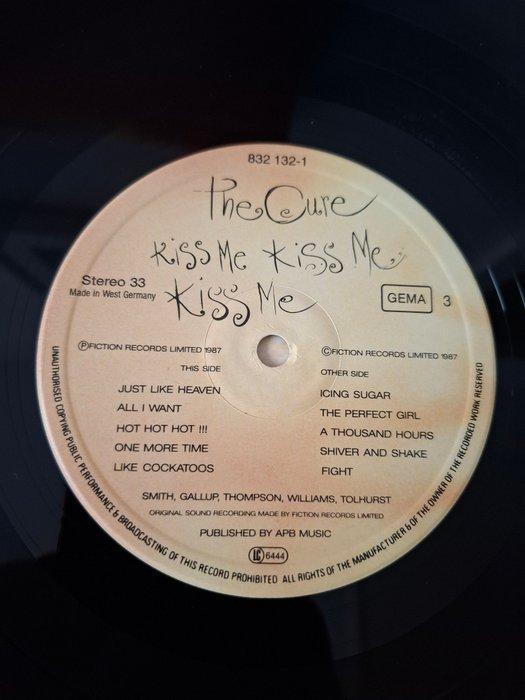 832 132-1
The Cure
Kiss Me Kiss Me
Kiss Me
Stereo 33
Made in West Germany
GEMA 3
Ⓟ FICTION RECORDS LIMITED 1987
THIS SIDE
JUST LIKE HEAVEN
ALL I WANT
HOT HOT HOT !!!
ONE MORE TIME
LIKE COCKATOOS
© FICTION RECORDS LIMITED 1987
OTHER SIDE
ICING SUGAR
THE PERFECT GIRL
A THOUSAND HOURS
SHIVER AND SHAKE
FIGHT
SMITH, GALLUP, THOMPSON, WILLIAMS, TOLHURST
ORIGINAL SOUND RECORDING MADE BY FICTION RECORDS LIMITED
PUBLISHED BY APB MUSIC
LC 6444
UNAUTHORISED COPYING PUBLIC PERFORMANCE & BROADCASTING OF THIS RECORD PROHIBITED ALL RIGHTS OF THE MANUFACTURER & OF THE OWNER OF THE RECORDED WORK RESERVED